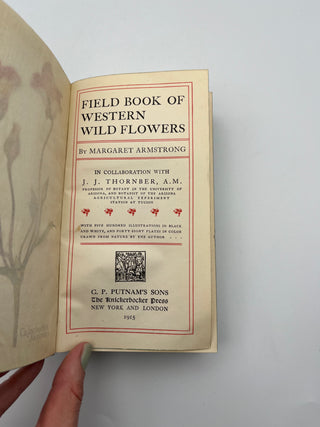 FIELD BOOK OF
WESTERN
WILD FLOWERS
BY MARGARET ARMSTRONG
IN COLLABORATION WITH
J. J. THORNBER, A.M.
PROFESSOR OF BOTANY IN THE UNIVERSITY OF
ARIZONA, AND BOTANIST OF THE ARIZONA
AGRICULTURAL EXPERIMENT
STATION AT TUCSON
WITH FIVE HUNDRED ILLUSTRATIONS IN BLACK
AND WHITE, AND FORTY-EIGHT PLATES IN COLOR
DRAWN FROM NATURE BY THE AUTHOR . . .
G. P. PUTNAM'S SONS
The Knickerbocker Press
NEW YORK AND LONDON
1915